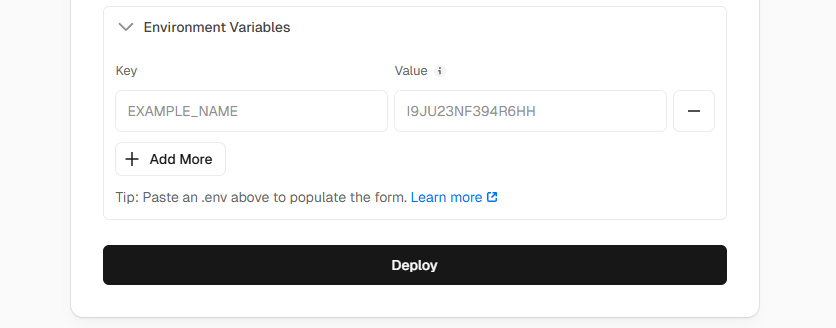 Environment Variables
Key Value i
EXAMPLE_NAME I9JU23NF394R6HH
Add More
Tip: Paste an .env above to populate the form. Learn more
Deploy